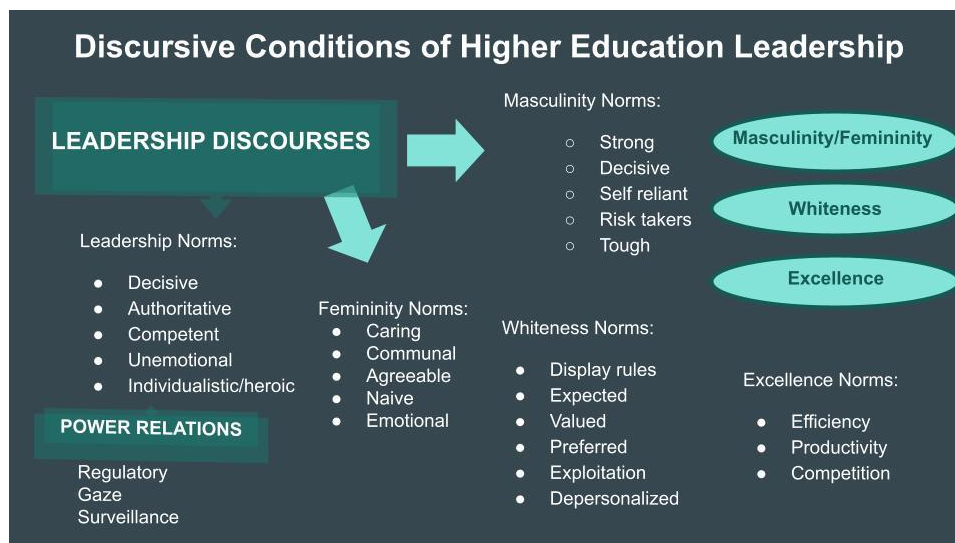 Discursive Conditions of Higher Education Leadership
LEADERSHIP DISCOURSES
Leadership Norms:
● Decisive
● Authoritative
● Competent
● Unemotional
● Individualistic/heroic
POWER RELATIONS
Regulatory
Gaze
Surveillance
Femininity Norms:
● Caring
● Communal
● Agreeable
● Naive
● Emotional
Masculinity Norms:
○ Strong
○ Decisive
○ Self reliant
○ Risk takers
○ Tough
Whiteness Norms:
● Display rules
● Expected
● Valued
● Preferred
● Exploitation
● Depersonalized
Masculinity/Femininity
Whiteness
Excellence
Excellence Norms:
● Efficiency
● Productivity
● Competition